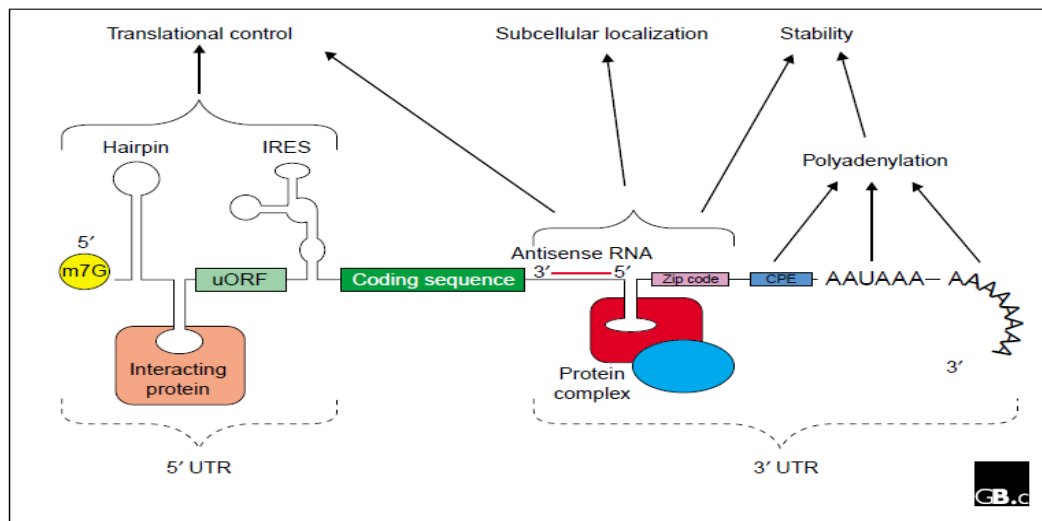 Translational control
Subcellular localization
Stability
Hairpin
IRES
Polyadenylation
5′
m7G
uORF
Coding sequence
Antisense RNA
3′ 5′
Zip code
CPE
AAUAAA
AAAAAAAA
3′
Interacting
protein
Protein
complex
5′ UTR
3′ UTR
GB.c